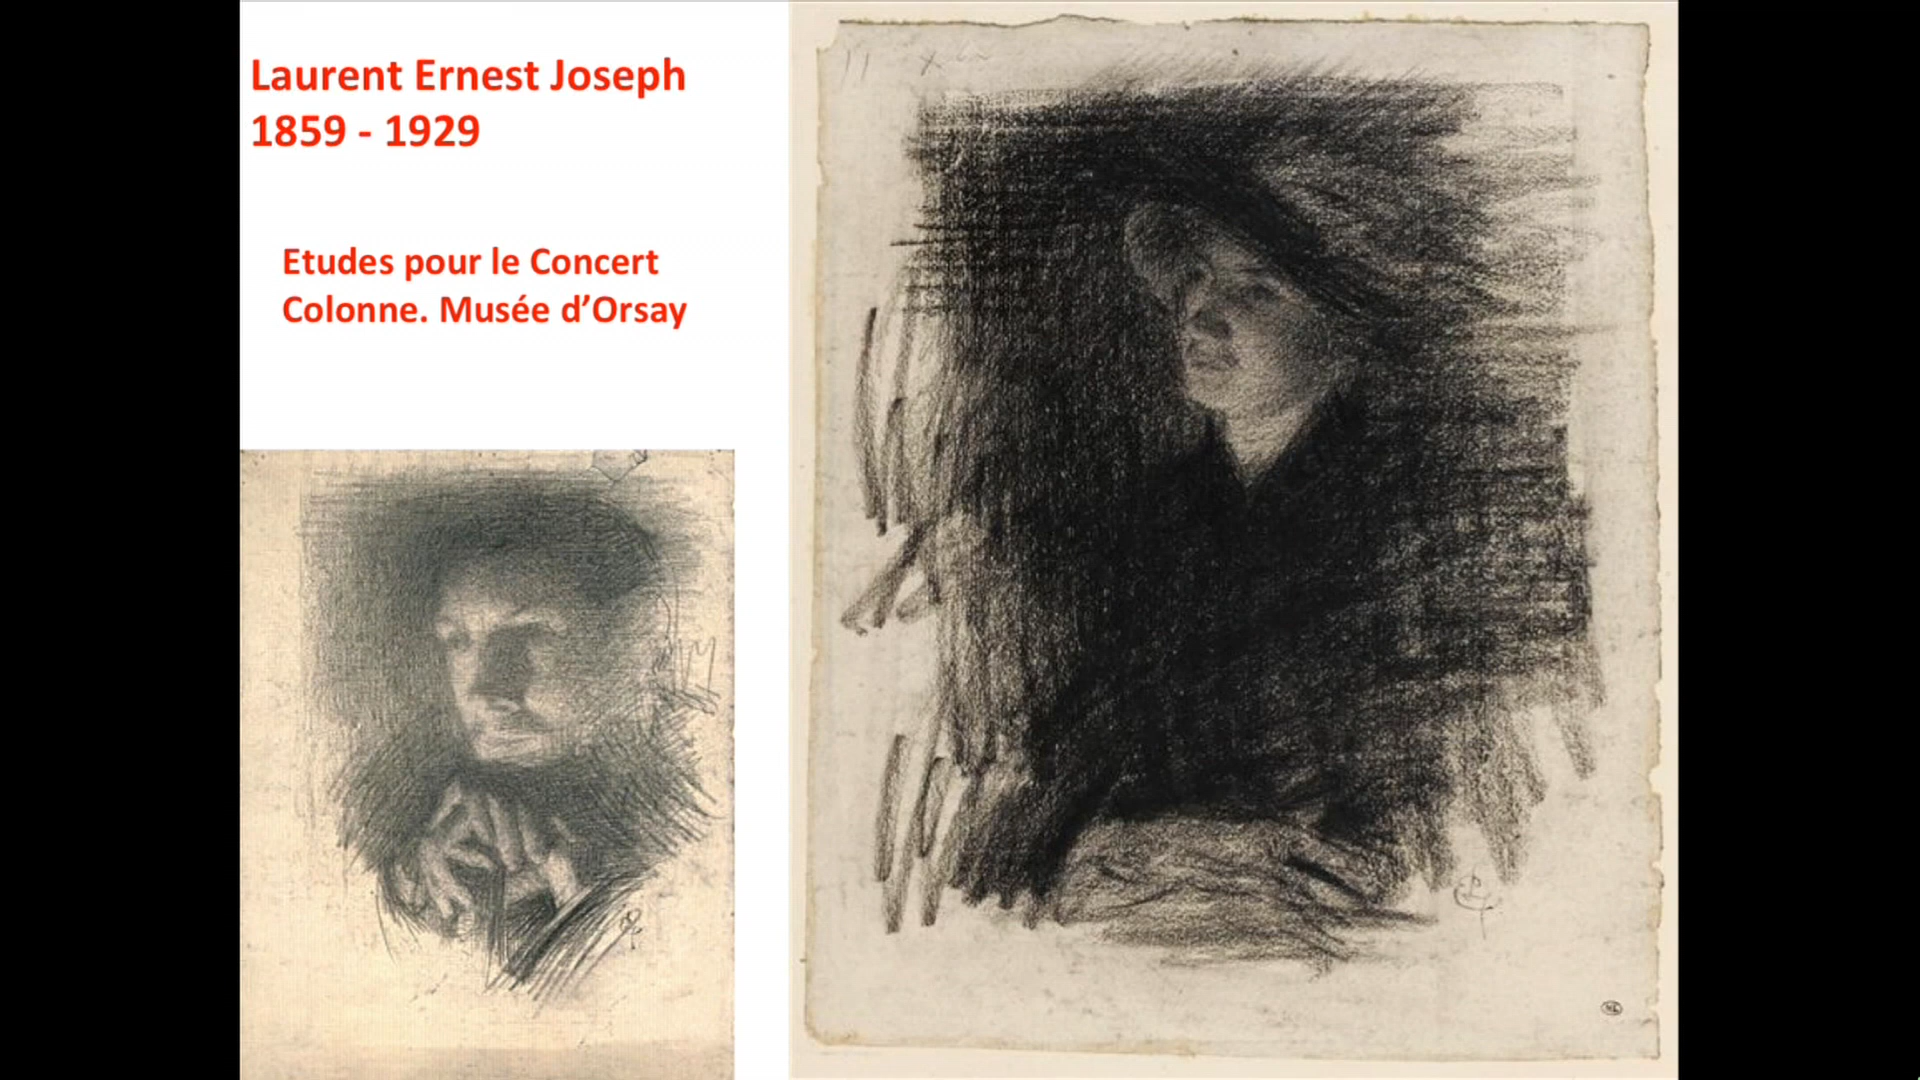 Laurent Ernest Joseph
1859 - 1929
Etudes pour le Concert
Colonne. Musée d’Orsay